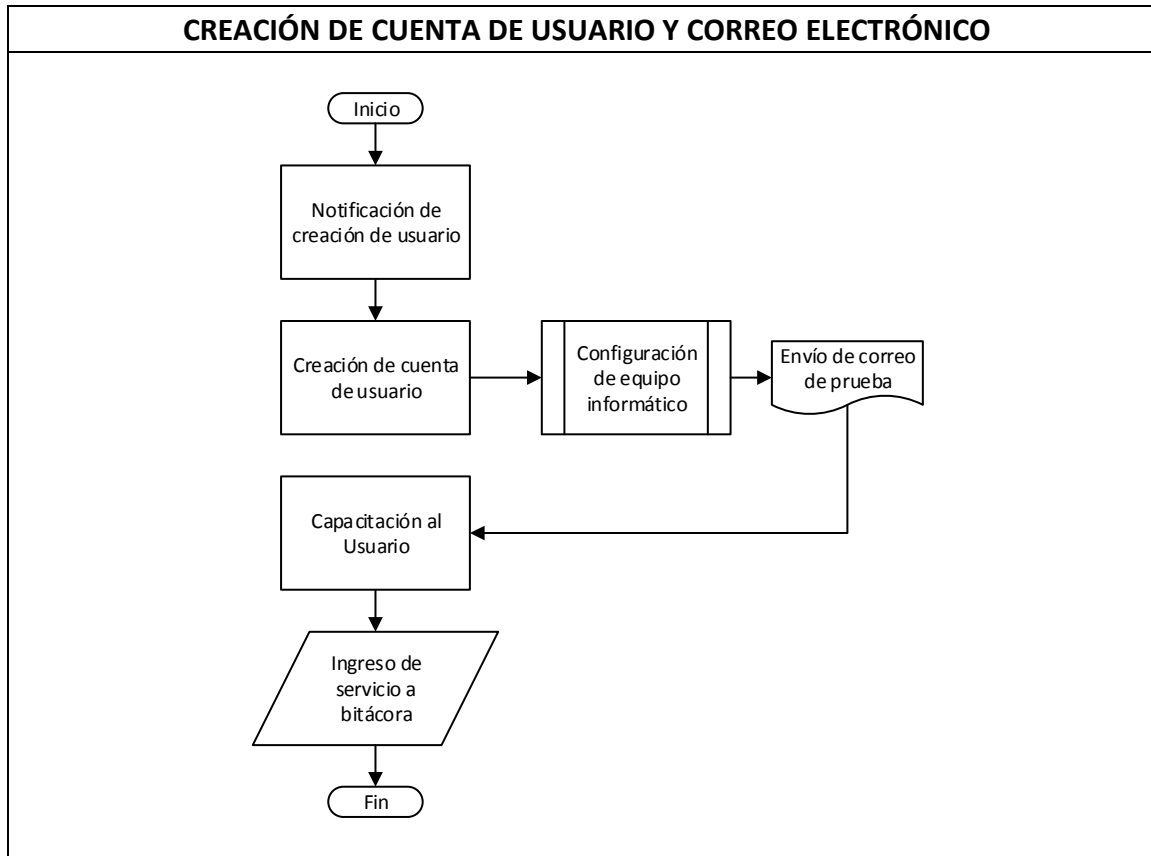 CREACIÓN DE CUENTA DE USUARIO Y CORREO ELECTRÓNICO
Inicio
Notificación de
creación de usuario
Creación de cuenta
de usuario
Configuración
de equipo
informático
Envío de correo
de prueba
Capacitación al
Usuario
Ingreso de
servicio a
bitácora
Fin